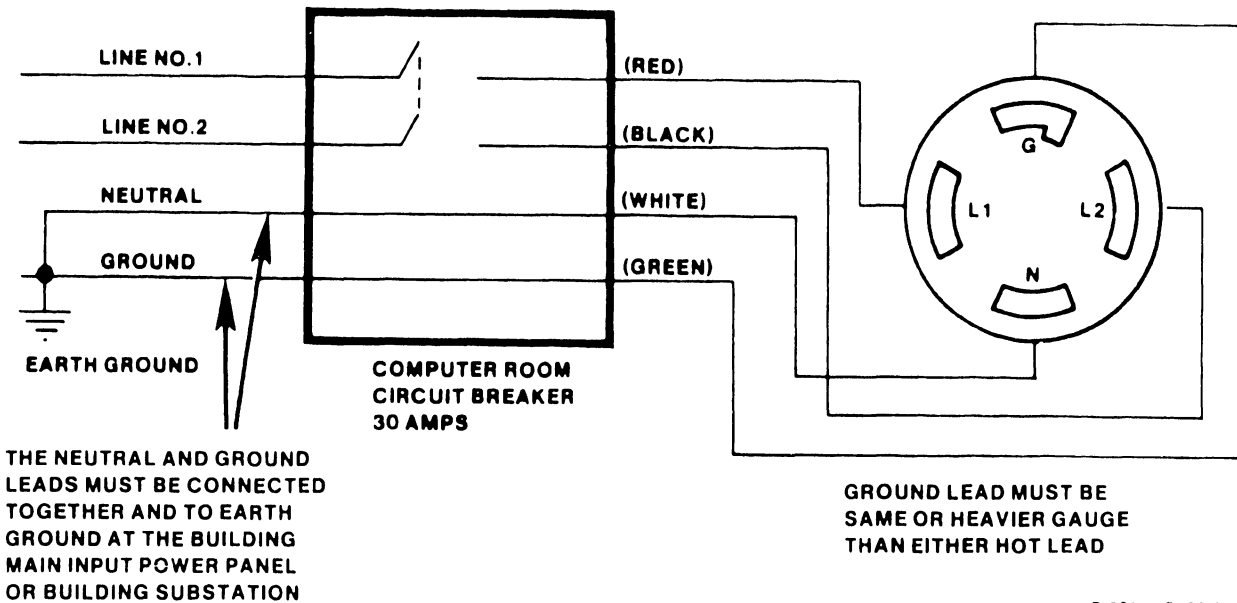 LINE NO.1
(RED)
LINE NO.2
(BLACK)
NEUTRAL
(WHITE)
GROUND
(GREEN)
G
L1
L2
N
EARTH GROUND
COMPUTER ROOM
CIRCUIT BREAKER
30 AMPS
THE NEUTRAL AND GROUND
LEADS MUST BE CONNECTED
TOGETHER AND TO EARTH
GROUND AT THE BUILDING
MAIN INPUT POWER PANEL
OR BUILDING SUBSTATION
GROUND LEAD MUST BE
SAME OR HEAVIER GAUGE
THAN EITHER HOT LEAD